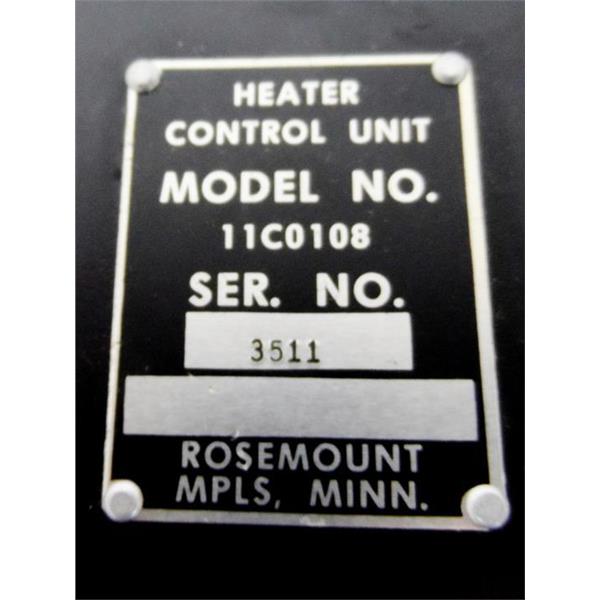 HEATER
CONTROL UNIT
MODEL NO.
11C0108
SER. NO.
3511
ROSEMOUNT
MPLS, MINN.